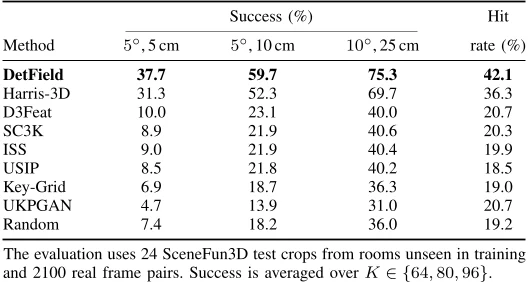 Success (%) Hit
Method 5°, 5 cm 5°, 10 cm 10°, 25 cm rate (%)
DetField 37.7 59.7 75.3 42.1
Harris-3D 31.3 52.3 69.7 36.3
D3Feat 10.0 23.1 40.0 20.7
SC3K 8.9 21.9 40.6 20.3
ISS 9.0 21.9 40.4 19.9
USIP 8.5 21.8 40.2 18.5
Key-Grid 6.9 18.7 36.3 19.0
UKPGAN 4.7 13.9 31.0 20.7
Random 7.4 18.2 36.0 19.2
The evaluation uses 24 SceneFun3D test crops from rooms unseen in training
and 2100 real frame pairs. Success is averaged over K ∈ {64, 80, 96}.